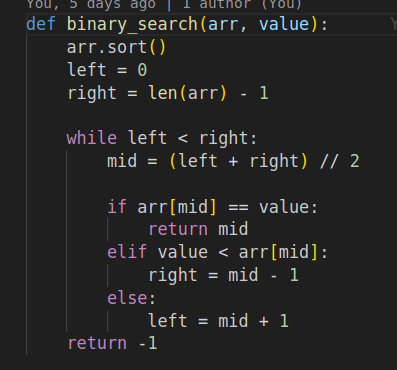 You, 5 days ago | 1 author (You)
def binary_search(arr, value):
    arr.sort()
    left = 0
    right = len(arr) - 1
    while left < right:
        mid = (left + right) // 2
        if arr[mid] == value:
            return mid
        elif value < arr[mid]:
            right = mid - 1
        else:
            left = mid + 1
    return -1